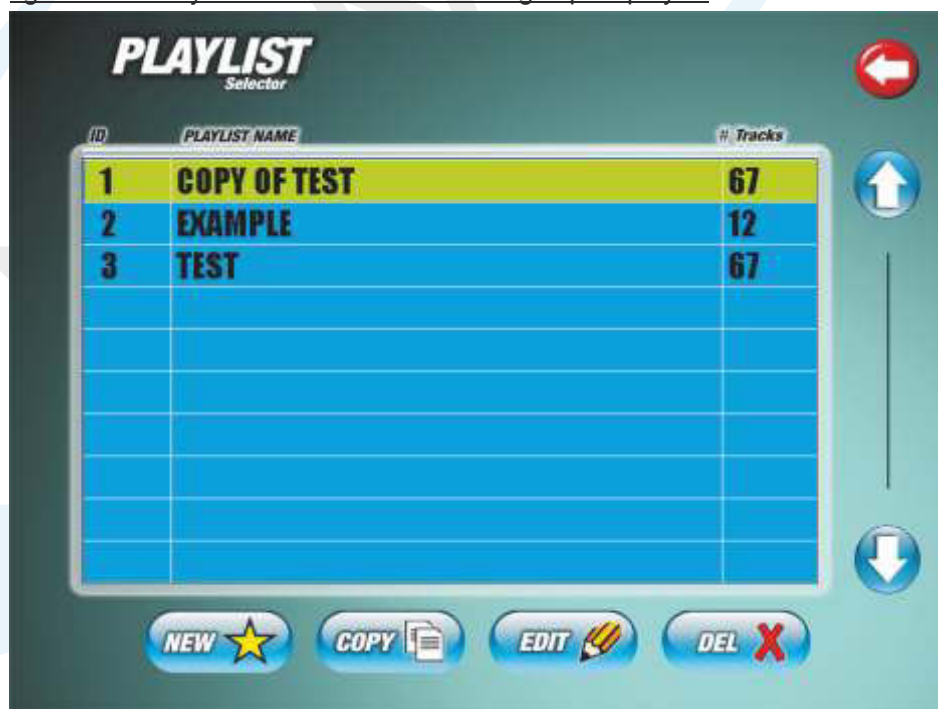 PLAYLIST
Selector
ID PLAYLIST NAME # Tracks
1 COPY OF TEST 67
2 EXAMPLE 12
3 TEST 67
NEW COPY EDIT DEL